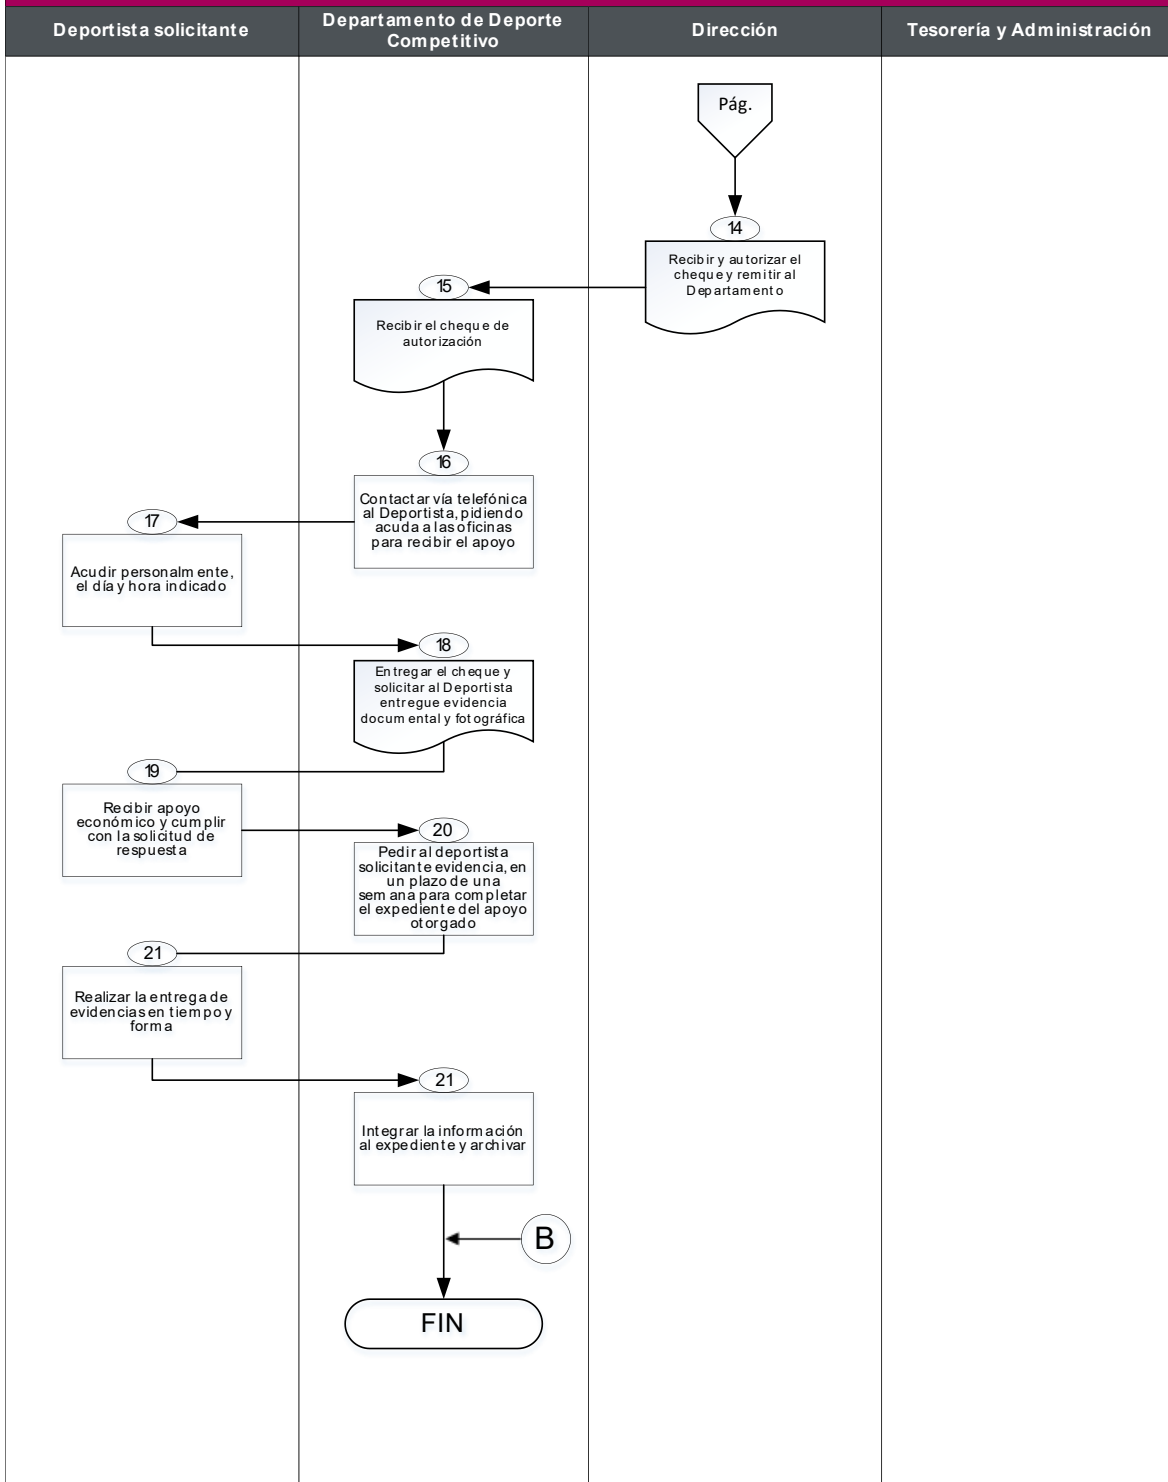 Deportista solicitante
Departamento de Deporte
Competitivo
Dirección
Tesorería y Administración
Pág.
14
Recibir y autorizar el
cheque y remitir al
Departamento
15
Recibir el cheque de
autorización
16
Contactar vía telefónica
al Deportista, pidiendo
acuda a las oficinas
para recibir el apoyo
17
Acudir personalmente,
el día y hora indicado
18
Entregar el cheque y
solicitar al Deportista
entregue evidencia
documental y fotográfica
19
Recibir apoyo
económico y cumplir
con la solicitud de
respuesta
20
Pedir al deportista
solicitante evidencia, en
un plazo de una
semana para completar
el expediente del apoyo
otorgado
21
Realizar la entrega de
evidencias en tiempo y
forma
21
Integrar la información
al expediente y archivar
B
FIN